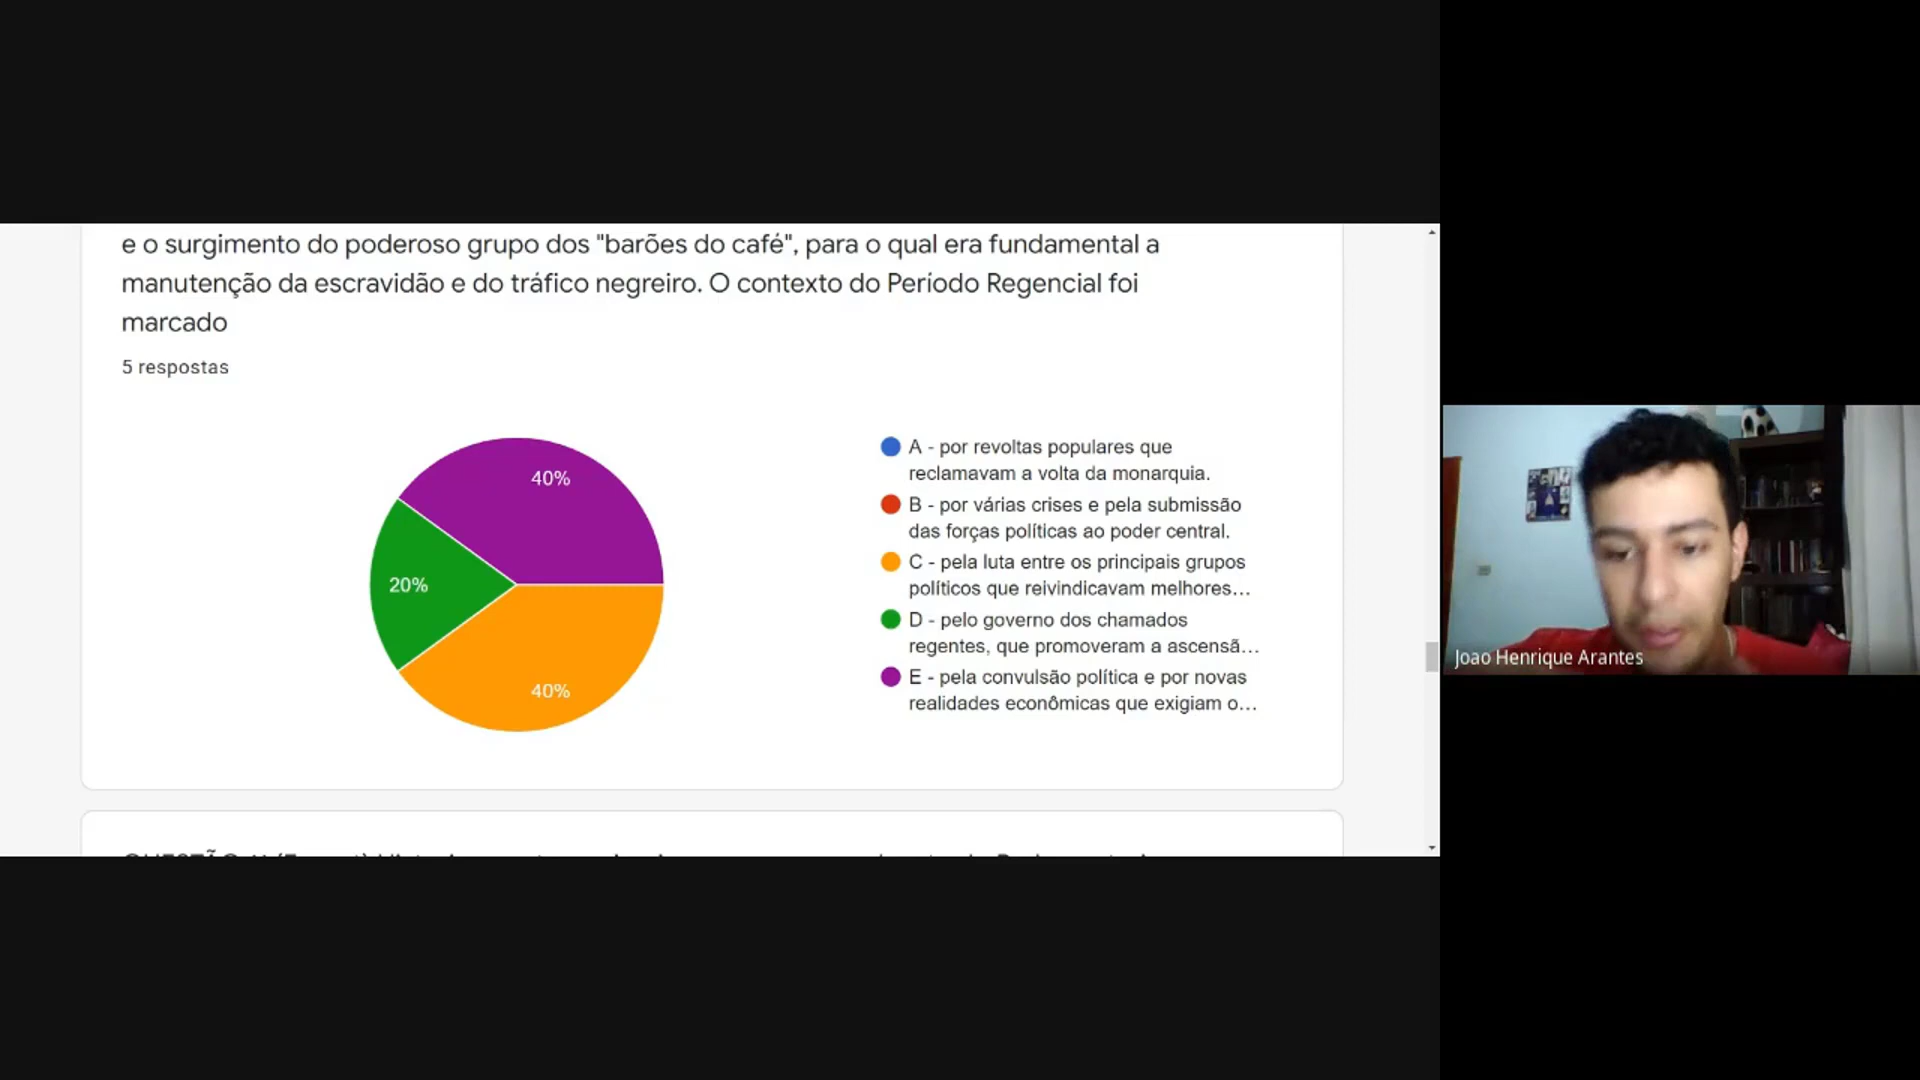 e o surgimento do poderoso grupo dos "barões do café", para o qual era fundamental a
manutenção da escravidão e do tráfico negreiro. O contexto do Período Regencial foi
marcado
5 respostas
40%
20%
40%
A - por revoltas populares que
reclamavam a volta da monarquia.
B - por várias crises e pela submissão
das forças políticas ao poder central.
C - pela luta entre os principais grupos
políticos que reivindicavam melhores…
D - pelo governo dos chamados
regentes, que promoveram a ascensã…
E - pela convulsão política e por novas
realidades econômicas que exigiam o…
Joao Henrique Arantes